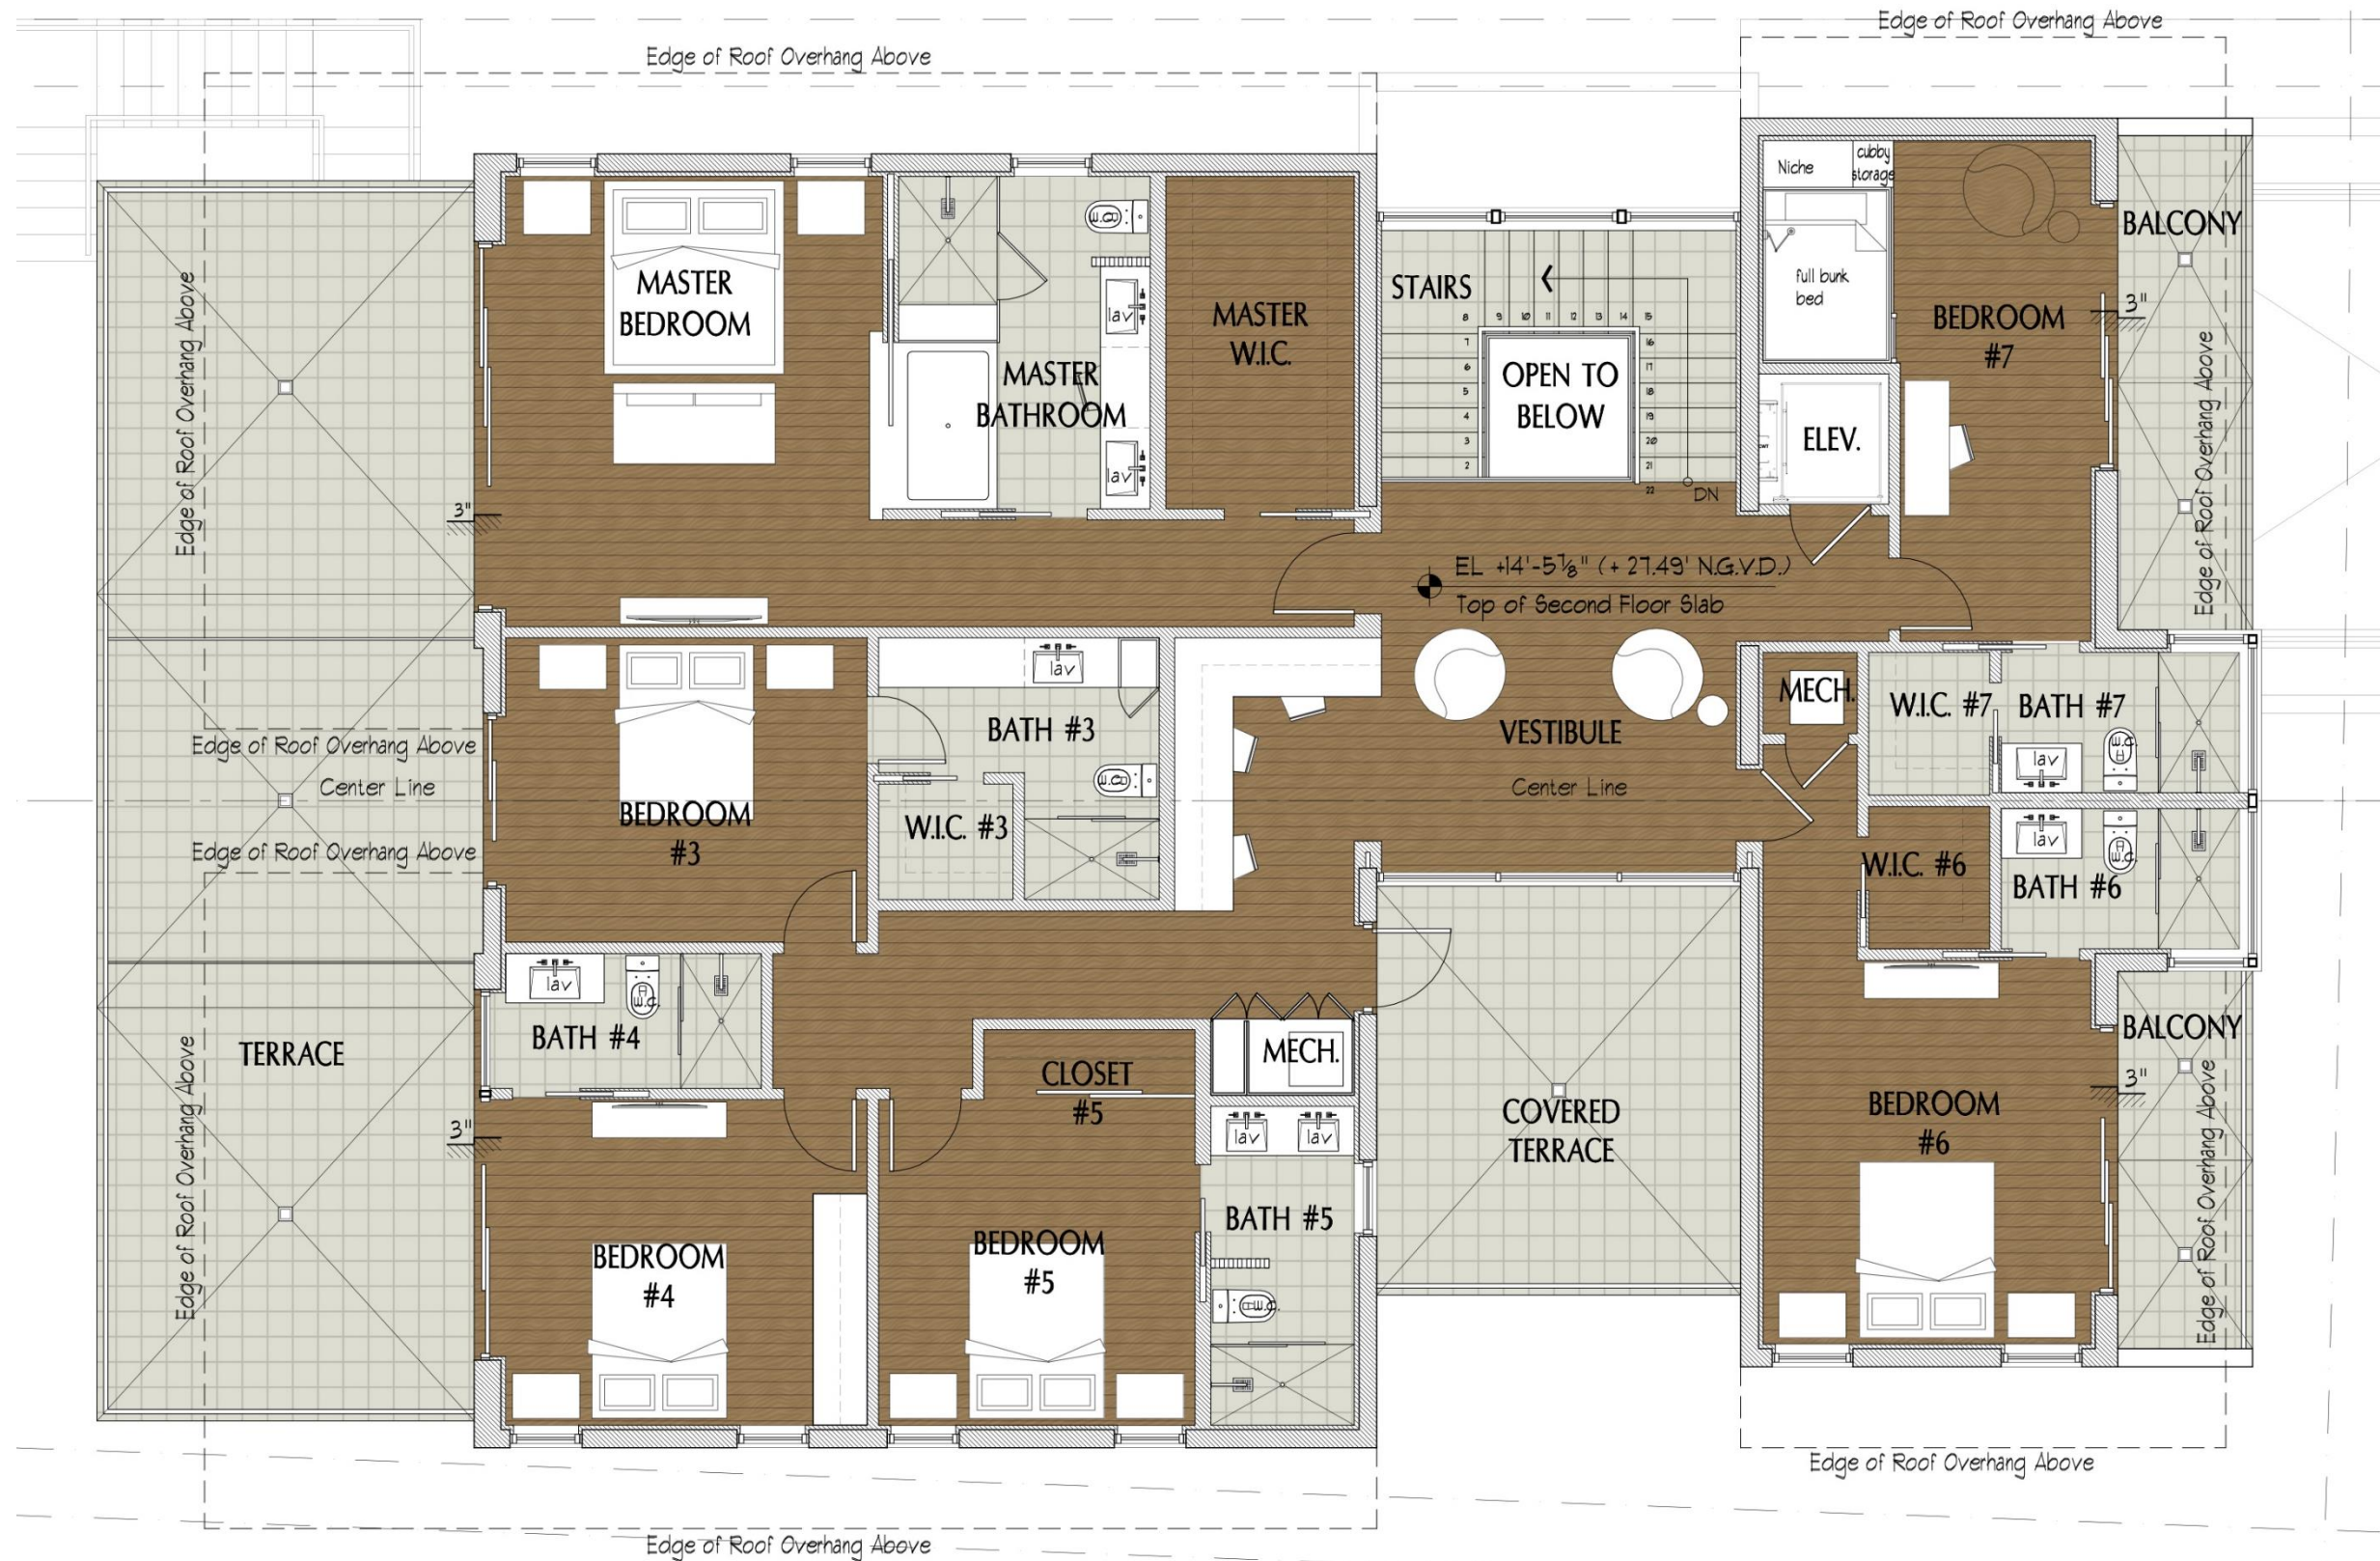 Edge of Roof Overhang Above
Edge of Roof Overhang Above
Niche
cubby
storage
full bunk
bed
BALCONY
BEDROOM
#7
3"
Edge of Roof Overhang Above
Edge of Roof Overhang Above
MASTER
BEDROOM
w.c.
lav
MASTER
BATHROOM
lav
MASTER
W.I.C.
STAIRS
8
9
10
11
12
13
14
15
7
6
5
4
3
2
16
17
18
19
20
21
22
OPEN TO
BELOW
DN
ELEV.
3"
EL +14'-5⅞" (+ 27.49' N.G.V.D.)
Top of Second Floor Slab
lav
BATH #3
w.c.
W.I.C. #3
BEDROOM
#3
VESTIBULE
Center Line
MECH.
W.I.C. #7
BATH #7
lav
w.c.
Edge of Roof Overhang Above
Center Line
Edge of Roof Overhang Above
W.I.C. #6
lav
w.c.
BATH #6
lav
w.c.
BATH #4
TERRACE
Edge of Roof Overhang Above
3"
CLOSET
#5
MECH.
lav
lav
BATH #5
w.c.
COVERED
TERRACE
BALCONY
3"
BEDROOM
#6
Edge of Roof Overhang Above
BEDROOM
#4
BEDROOM
#5
Edge of Roof Overhang Above
Edge of Roof Overhang Above